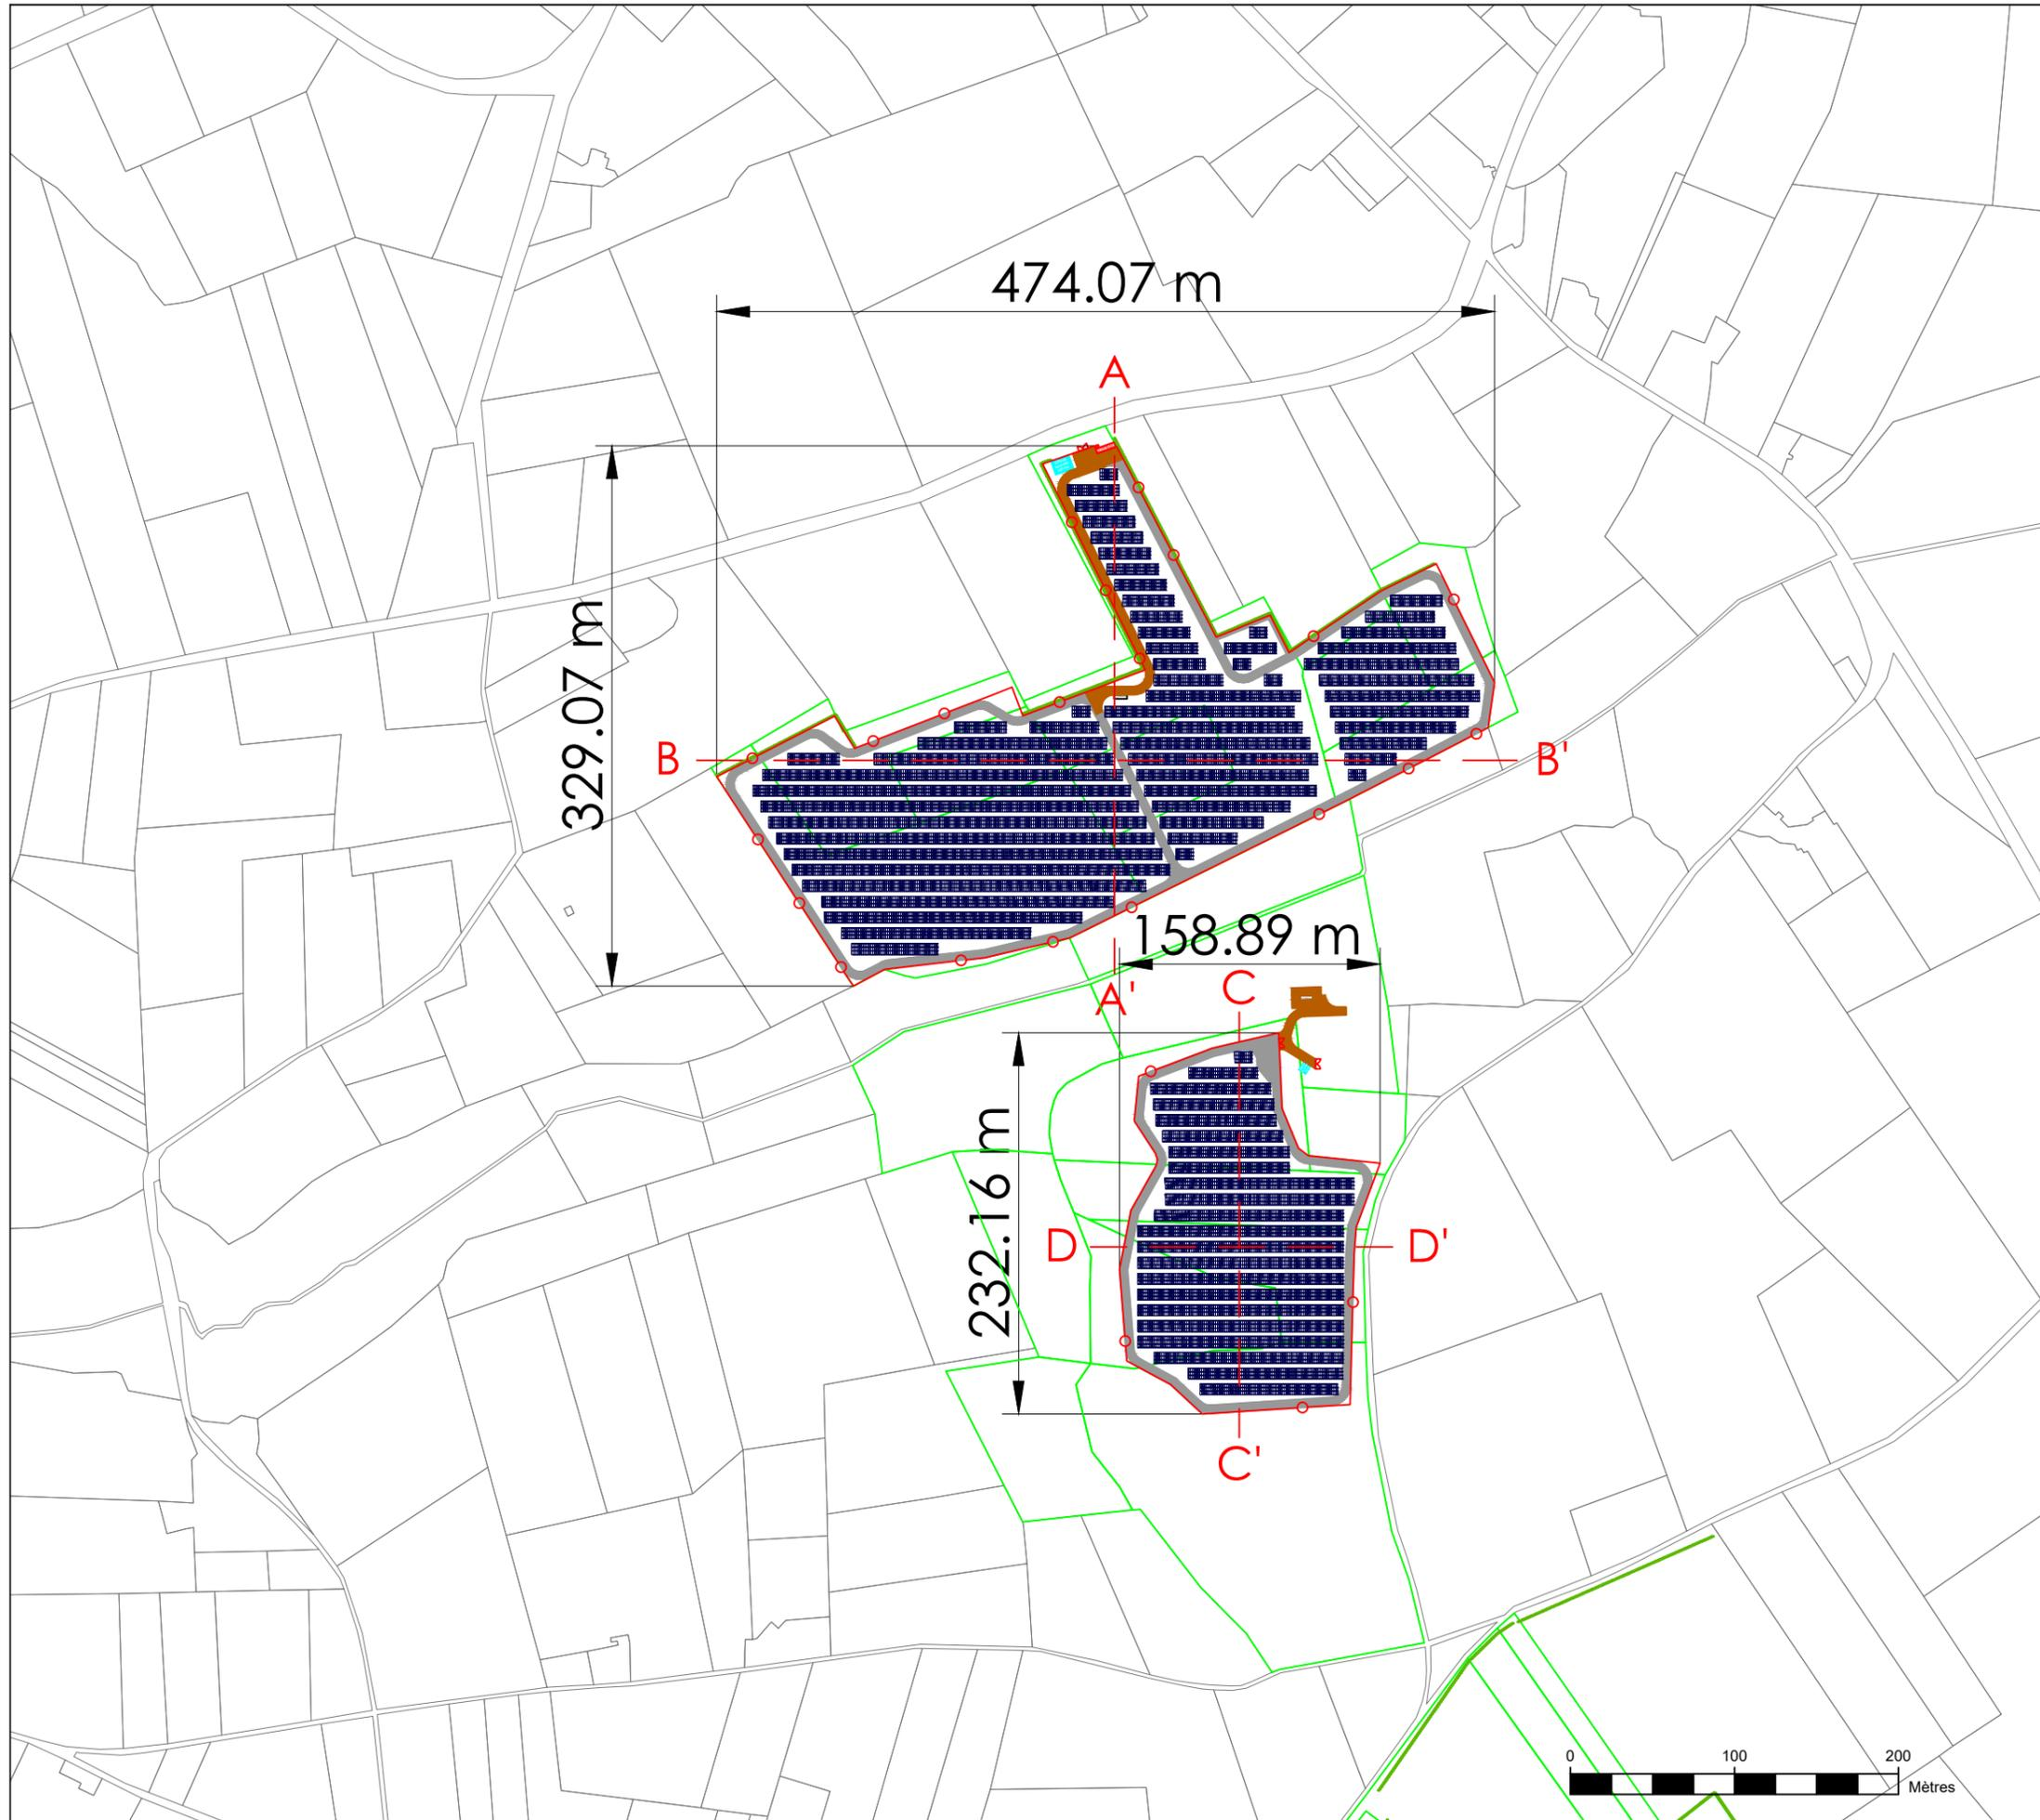 474.07 m
A
329.07 m
B
B'
158.89 m
A'
C
232.16 m
D
D'
C'
0 100 200
Mètres